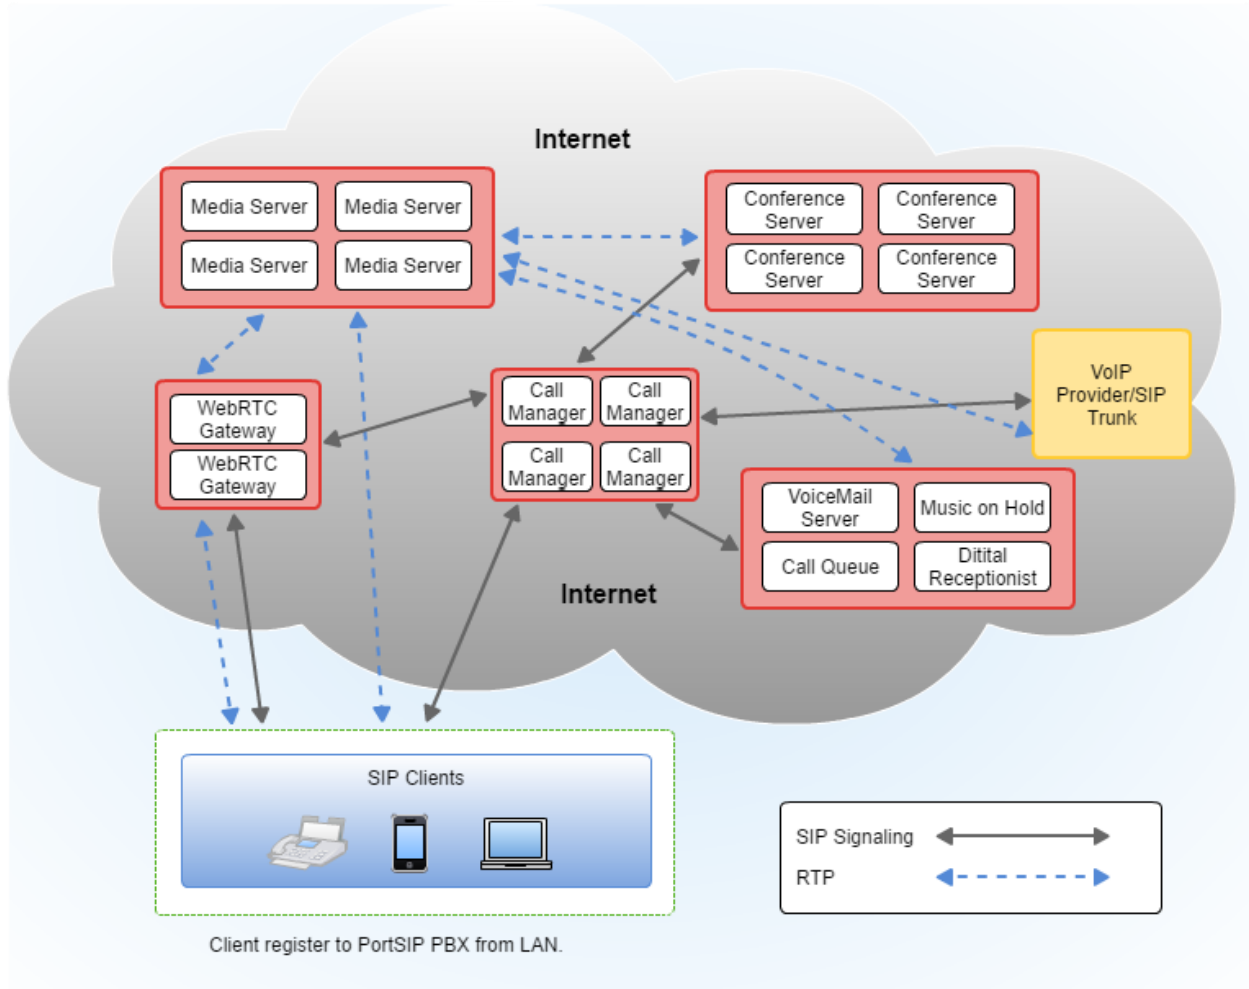 Internet
Media Server
Media Server
Media Server
Media Server
Conference
Server
Conference
Server
Conference
Server
Conference
Server
WebRTC
Gateway
WebRTC
Gateway
Call
Manager
Call
Manager
Call
Manager
Call
Manager
VoIP
Provider/SIP
Trunk
VoiceMail
Server
Music on Hold
Call Queue
Ditital
Receptionist
Internet
SIP Clients
SIP Signaling
RTP
Client register to PortSIP PBX from LAN.